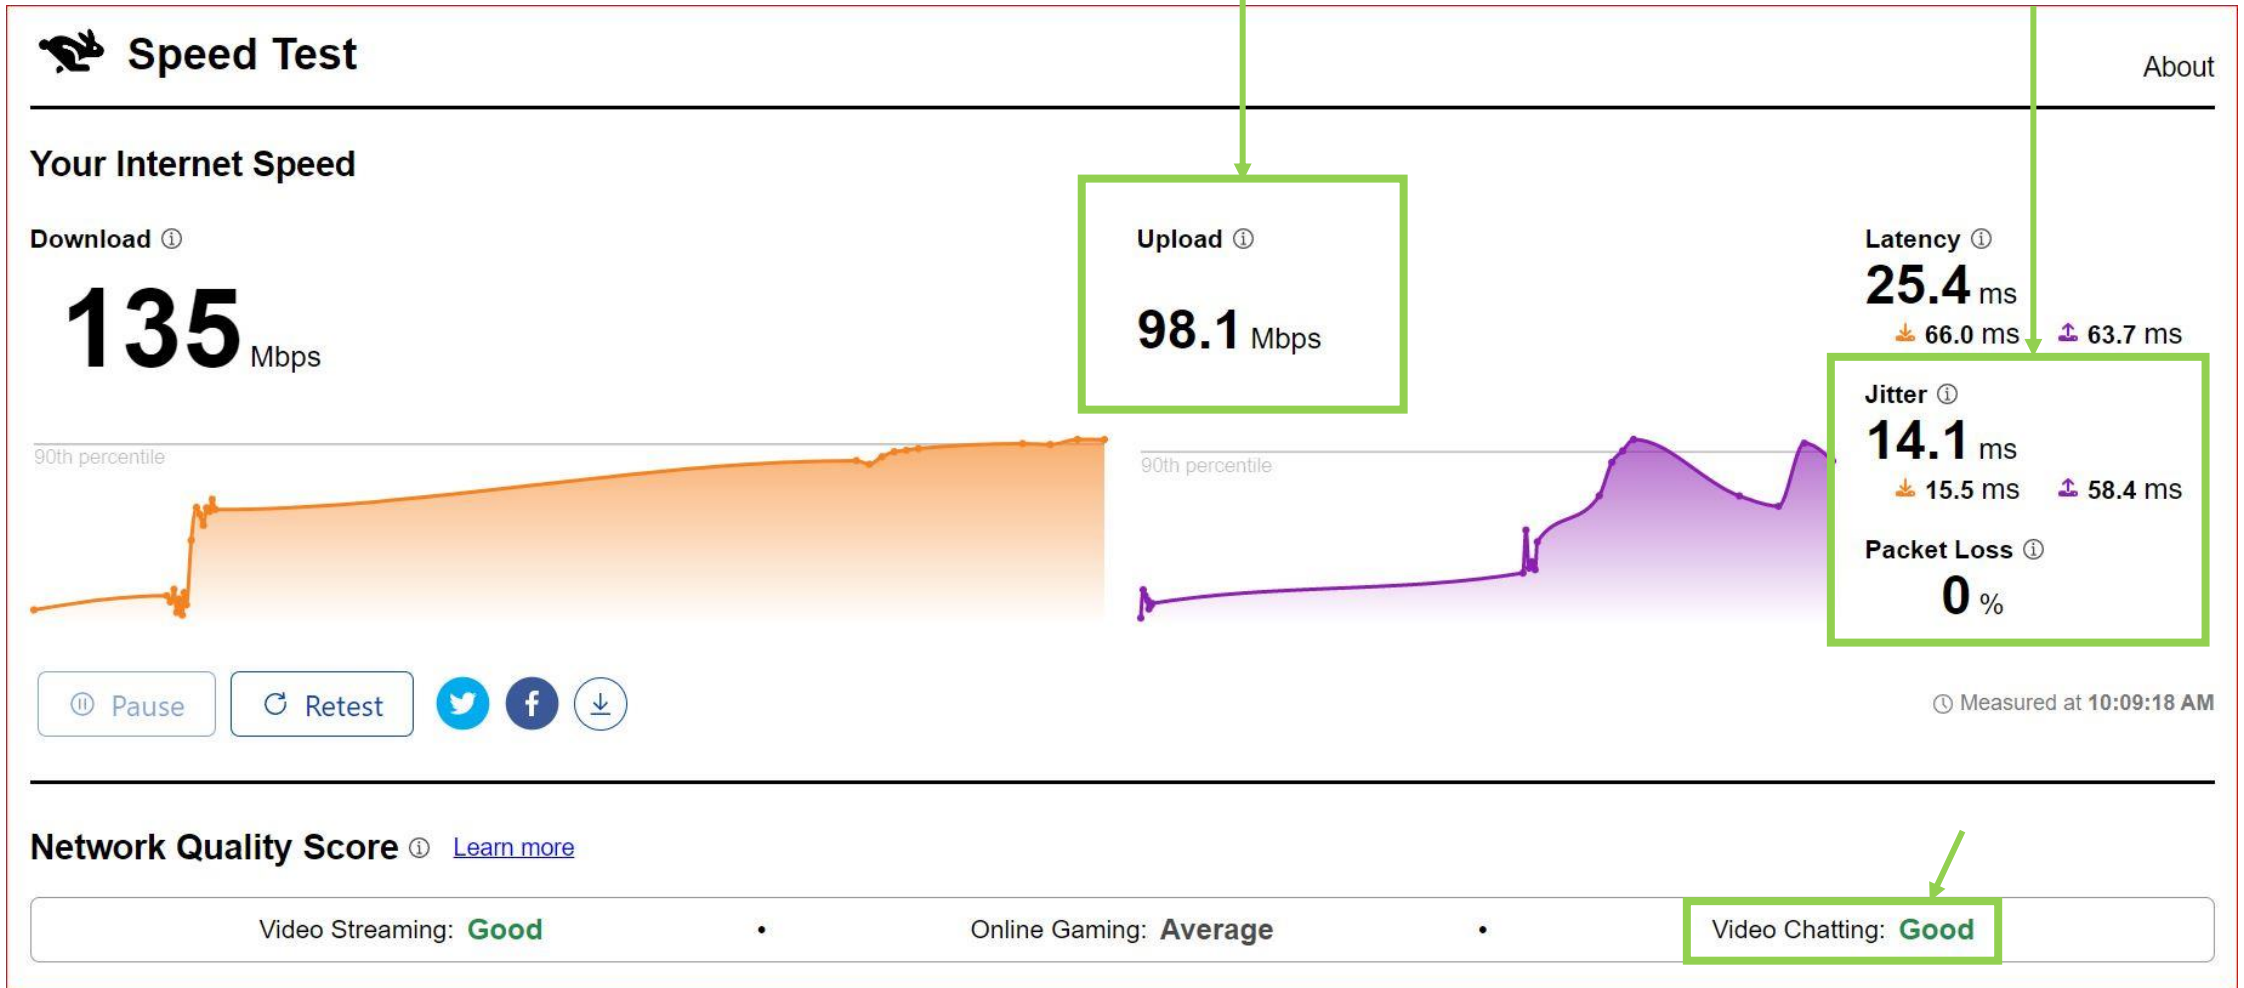 Speed Test
About
Your Internet Speed
Download
135 Mbps
90th percentile
Upload
98.1 Mbps
90th percentile
Latency
25.4 ms
66.0 ms 63.7 ms
Jitter
14.1 ms
15.5 ms 58.4 ms
Packet Loss
0 %
Pause Retest
Measured at 10:09:18 AM
Network Quality Score Learn more
Video Streaming: Good • Online Gaming: Average • Video Chatting: Good